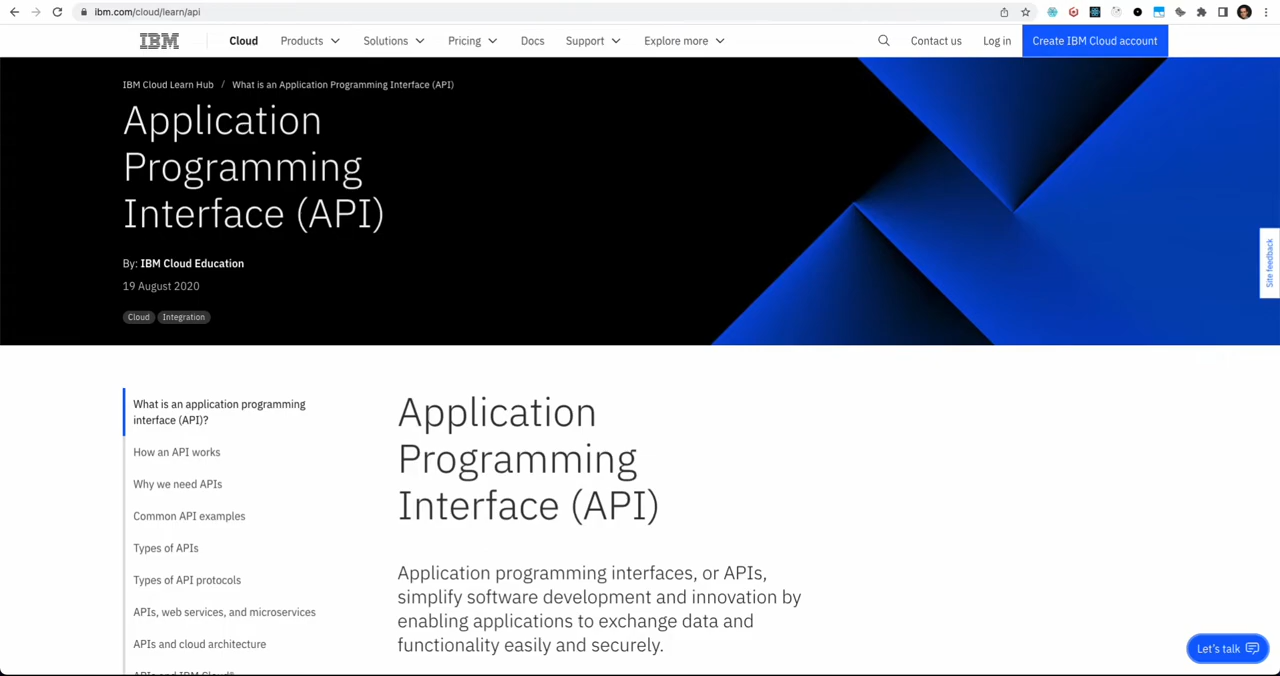 ibm.com/cloud/learn/api
IBM Cloud Products Solutions Pricing Docs Support Explore more Contact us Log in Create IBM Cloud account
IBM Cloud Learn Hub / What is an Application Programming Interface (API)
Application
Programming
Interface (API)
By: IBM Cloud Education
19 August 2020
Cloud Integration
Site feedback
What is an application programming
interface (API)?
How an API works
Why we need APIs
Common API examples
Types of APIs
Types of API protocols
APIs, web services, and microservices
APIs and cloud architecture
APIs and IBM Cloud®
Application
Programming
Interface (API)
Application programming interfaces, or APIs,
simplify software development and innovation by
enabling applications to exchange data and
functionality easily and securely.
Let's talk